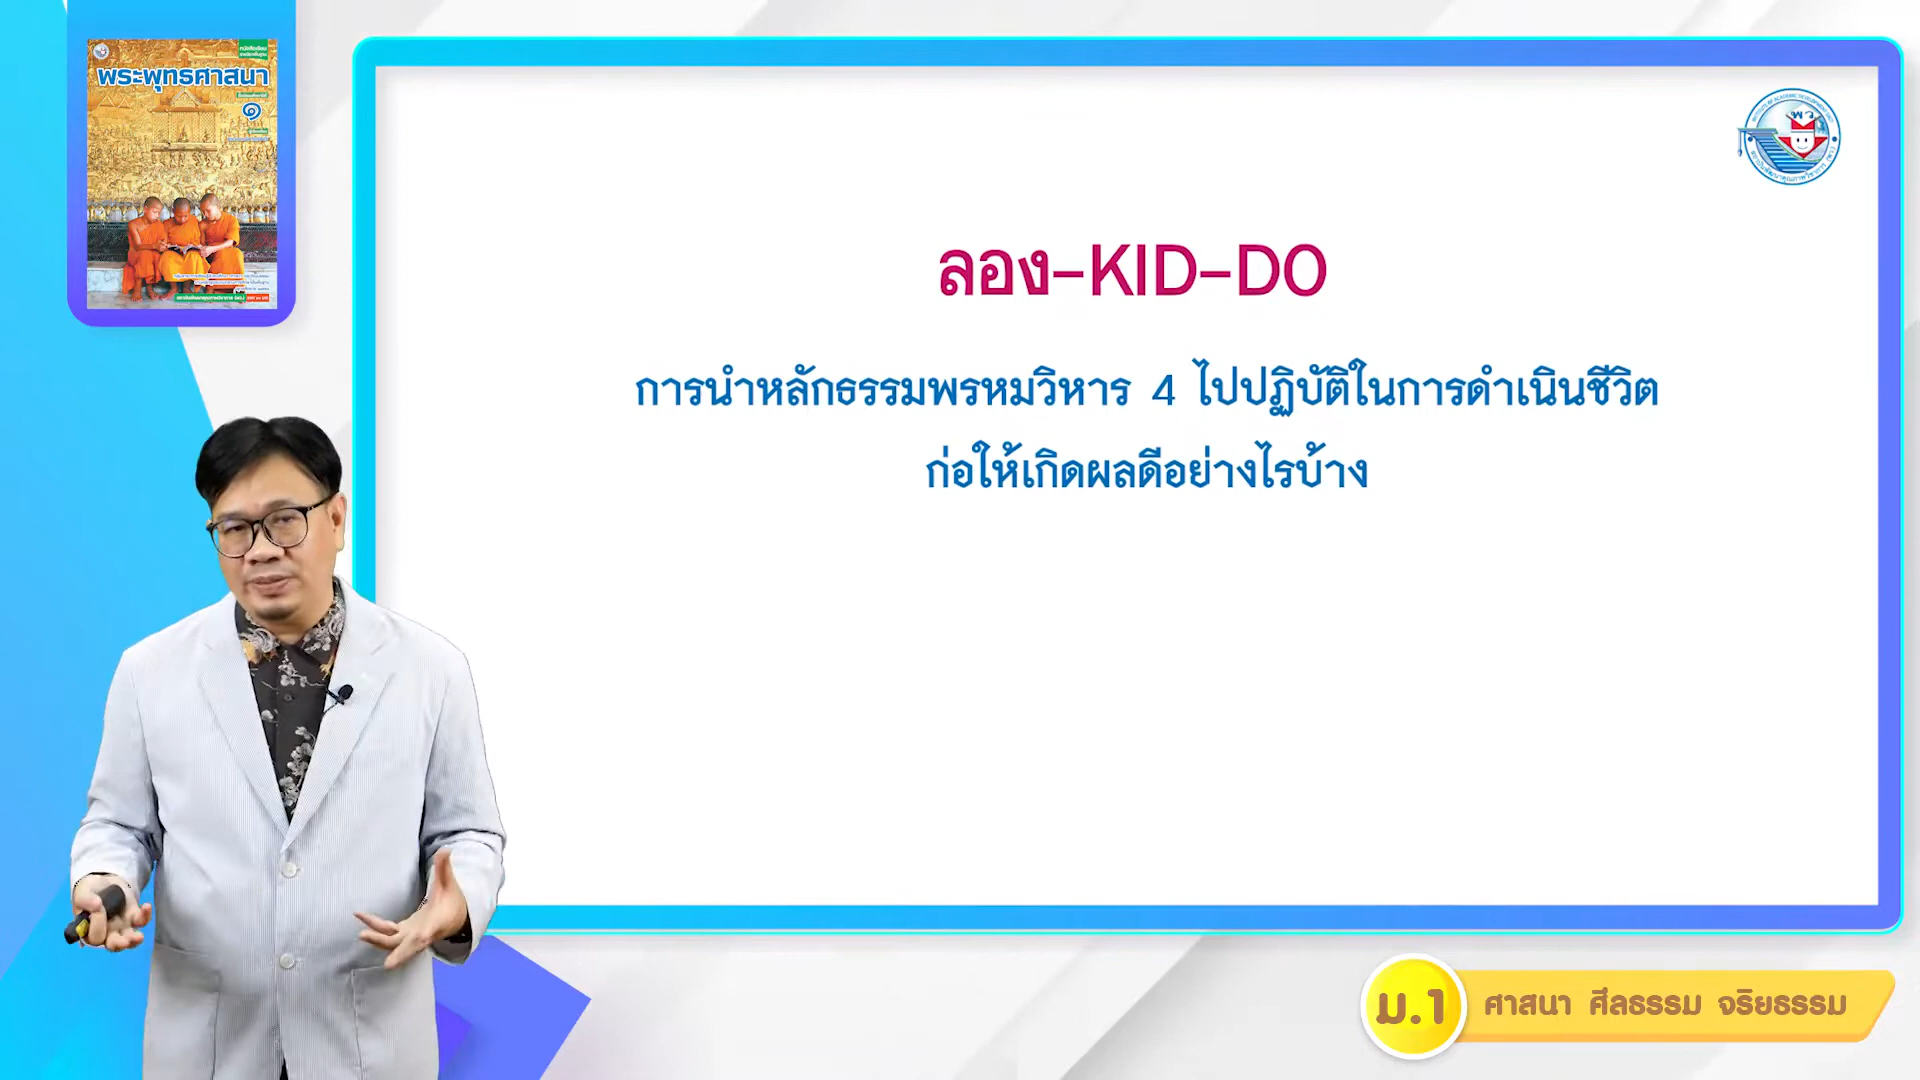 พระพุทธศาสนา
๑
ลอง-KID-DO
การนำหลักธรรมพรหมวิหาร 4 ไปปฏิบัติในการดำเนินชีวิต
ก่อให้เกิดผลดีอย่างไรบ้าง
พว
ม.1
ศาสนา ศีลธรรม จริยธรรม